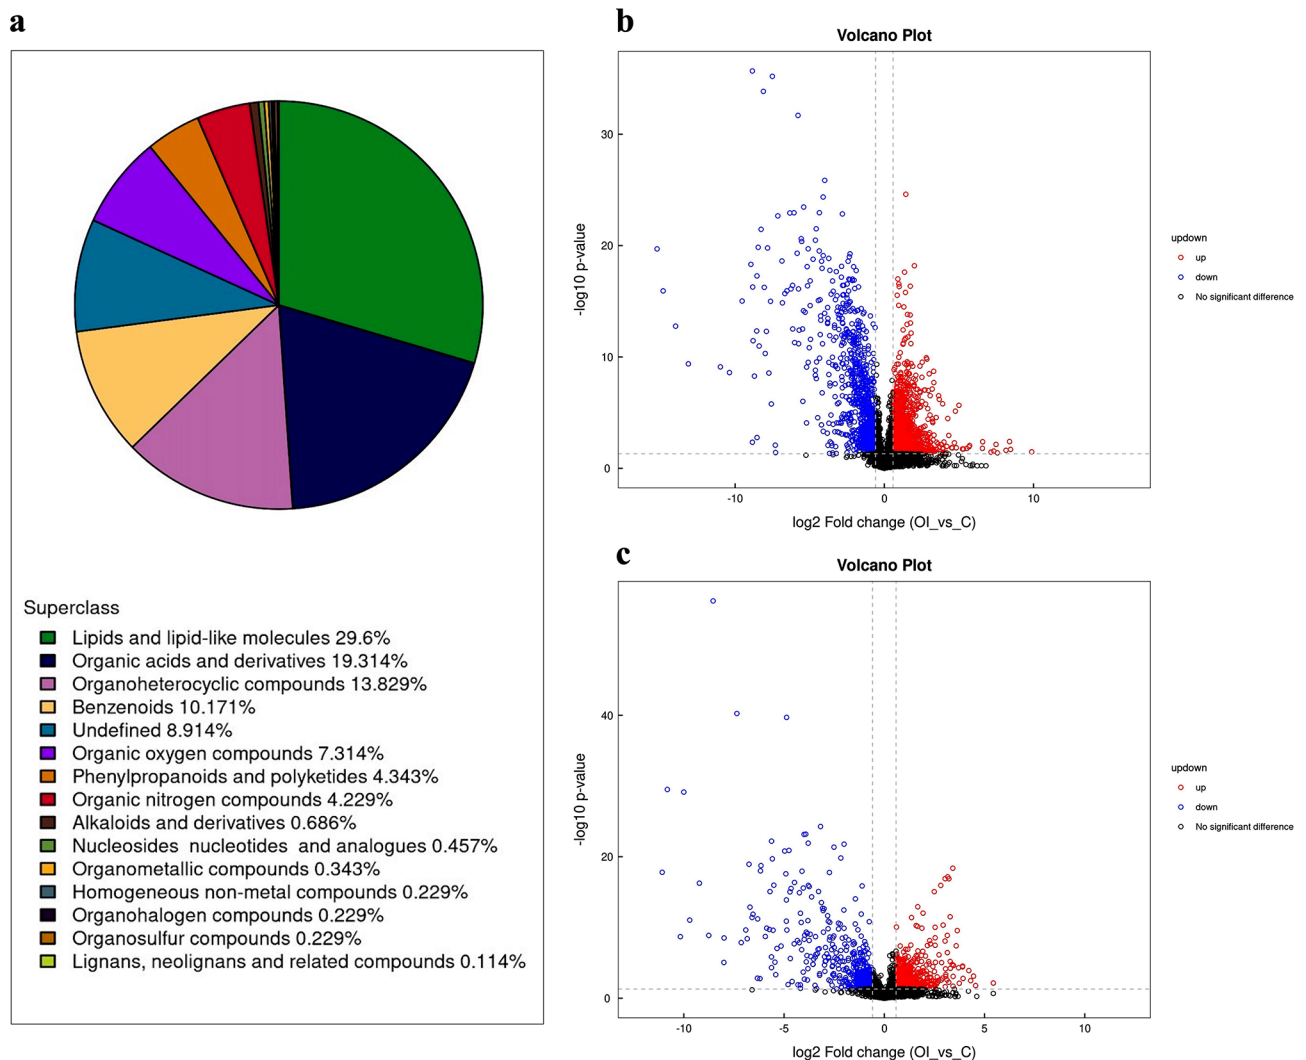 a
Superclass
Lipids and lipid-like molecules 29.6%
Organic acids and derivatives 19.314%
Organoheterocyclic compounds 13.829%
Benzenoids 10.171%
Undefined 8.914%
Organic oxygen compounds 7.314%
Phenylpropanoids and polyketides 4.343%
Organic nitrogen compounds 4.229%
Alkaloids and derivatives 0.686%
Nucleosides nucleotides and analogues 0.457%
Organometallic compounds 0.343%
Homogeneous non-metal compounds 0.229%
Organohalogen compounds 0.229%
Organosulfur compounds 0.229%
Lignans, neolignans and related compounds 0.114%
b
Volcano Plot
-log10 p-value
30
20
10
0
-10 0 10
log2 Fold change (OI_vs_C)
updown
up
down
No significant difference
c
Volcano Plot
-log10 p-value
40
20
0
-10 -5 0 5 10
log2 Fold change (OI_vs_C)
updown
up
down
No significant difference